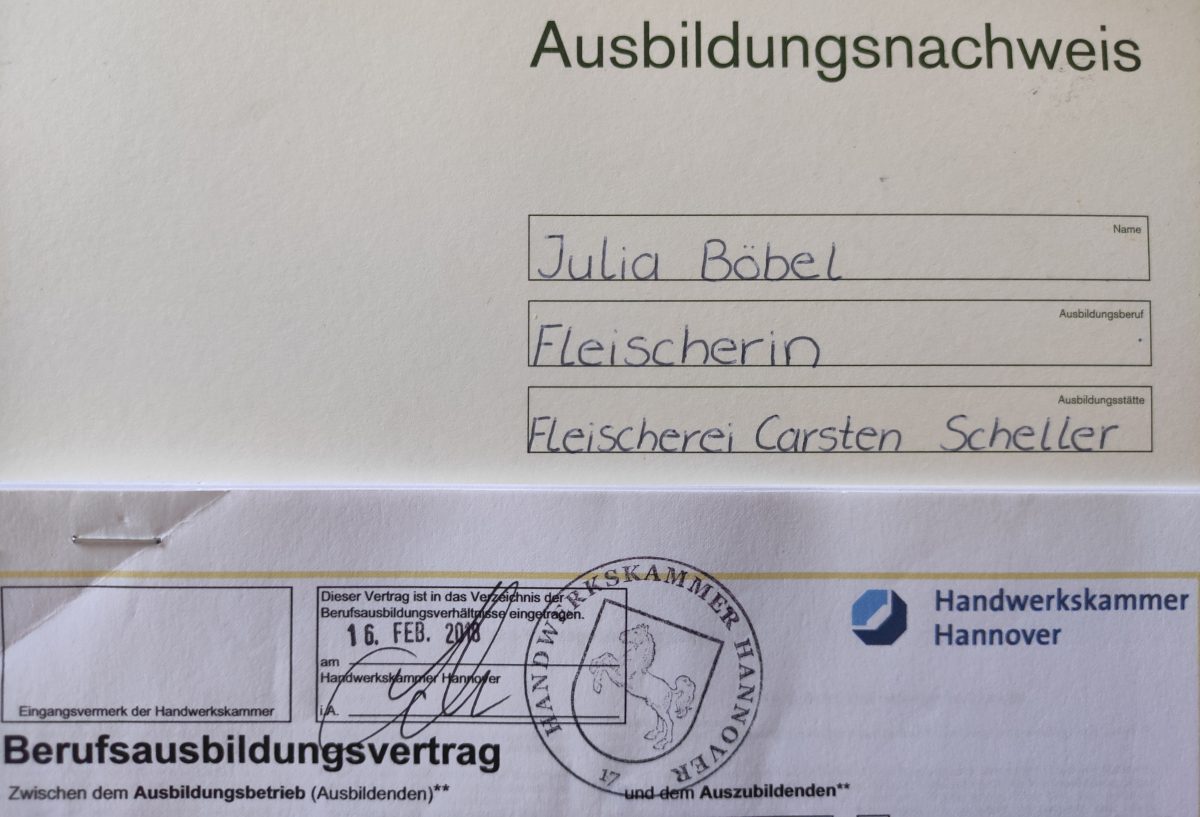 Ausbildungsnachweis
Name
Julia Böbel
Ausbildungsberuf
Fleischerin
Ausbildungsstätte
Fleischerei Carsten Scheller
Dieser Vertrag ist in das Verzeichnis der
Berufsausbildungsverhältnisse eingetragen.
16. FEB. 2018
am
Handwerkskammer Hannover
i.A.
Eingangsvermerk der Handwerkskammer
HANDWERKSKAMMER HANNOVER
17
Handwerkskammer
Hannover
Berufsausbildungsvertrag
Zwischen dem Ausbildungsbetrieb (Ausbildenden)** und dem Auszubildenden**